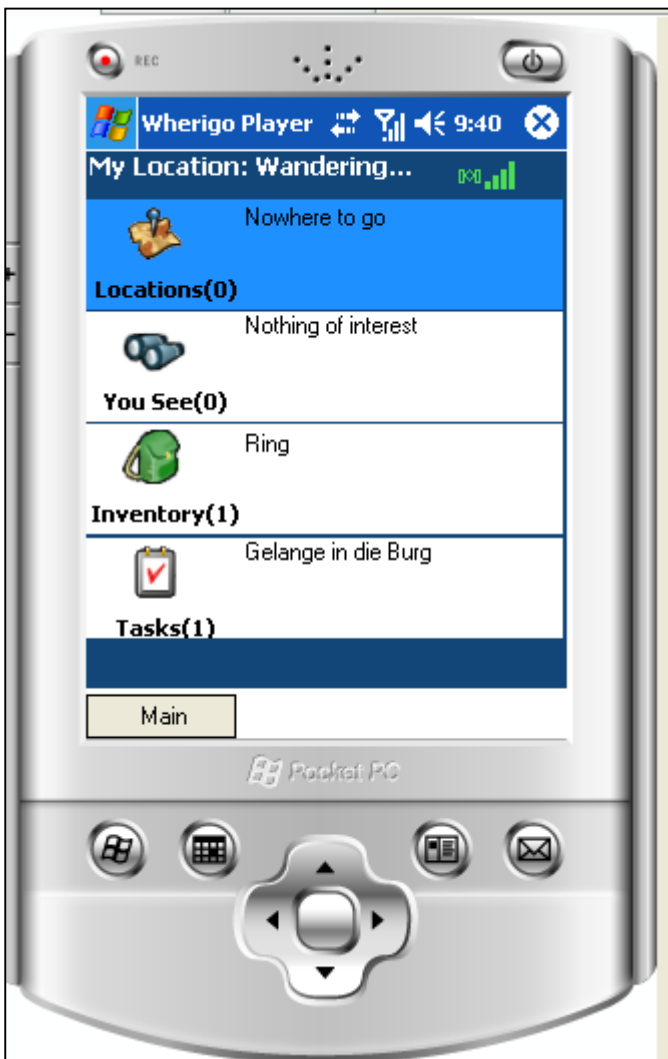 REC
Wherigo Player 9:40
My Location: Wandering...
Nowhere to go
Locations(0)
Nothing of interest
You See(0)
Ring
Inventory(1)
Gelange in die Burg
Tasks(1)
Main
Pocket PC